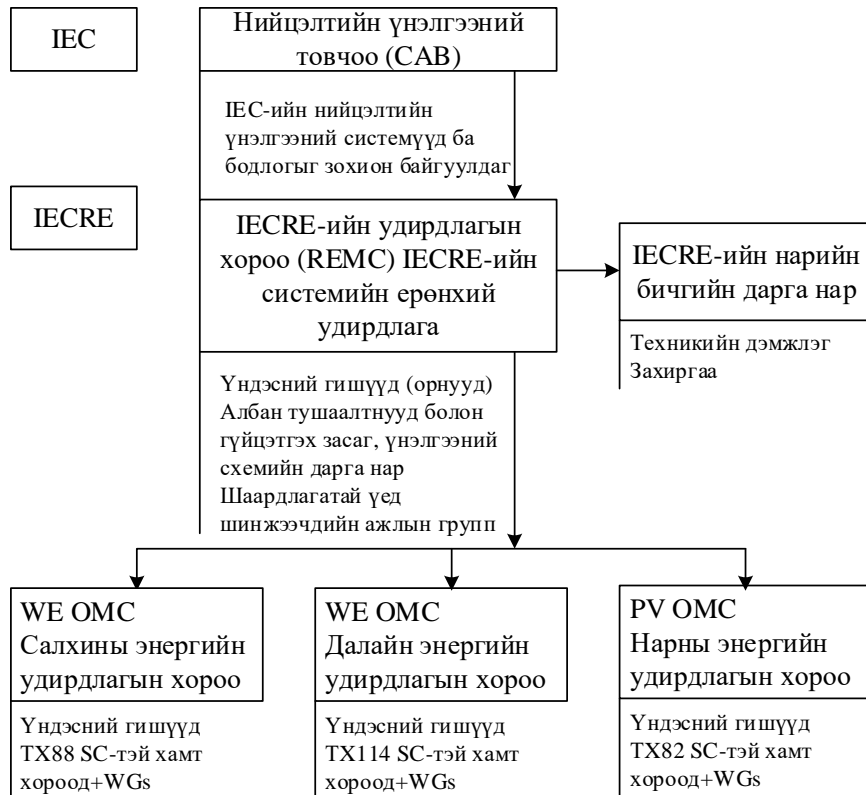 IEC
Нийцэлтийн үнэлгээний
товчоо (CAB)
IEC-ийн нийцэлтийн
үнэлгээний системүүд ба
бодлогыг зохион байгуулдаг
IECRE
IECRE-ийн удирдлагын
хороо (REMC) IECRE-ийн
системийн ерөнхий
удирдлага
IECRE-ийн нарийн
бичгийн дарга нар
Техникийн дэмжлэг
Захиргаа
Үндэсний гишүүд (орнууд)
Албан тушаалтнууд болон
гүйцэтгэх засаг, үнэлгээний
схемийн дарга нар
Шаардлагатай үед
шинжээчдийн ажлын групп
WE OMC
Салхины энергийн
удирдлагын хороо
Үндэсний гишүүд
ТХ88 SC-тэй хамт
хороод+WGs
WE OMC
Далайн энергийн
удирдлагын хороо
Үндэсний гишүүд
ТХ114 SC-тэй хамт
хороод+WGs
PV OMC
Нарны энергийн
удирдлагын хороо
Үндэсний гишүүд
ТХ82 SC-тэй хамт
хороод+WGs